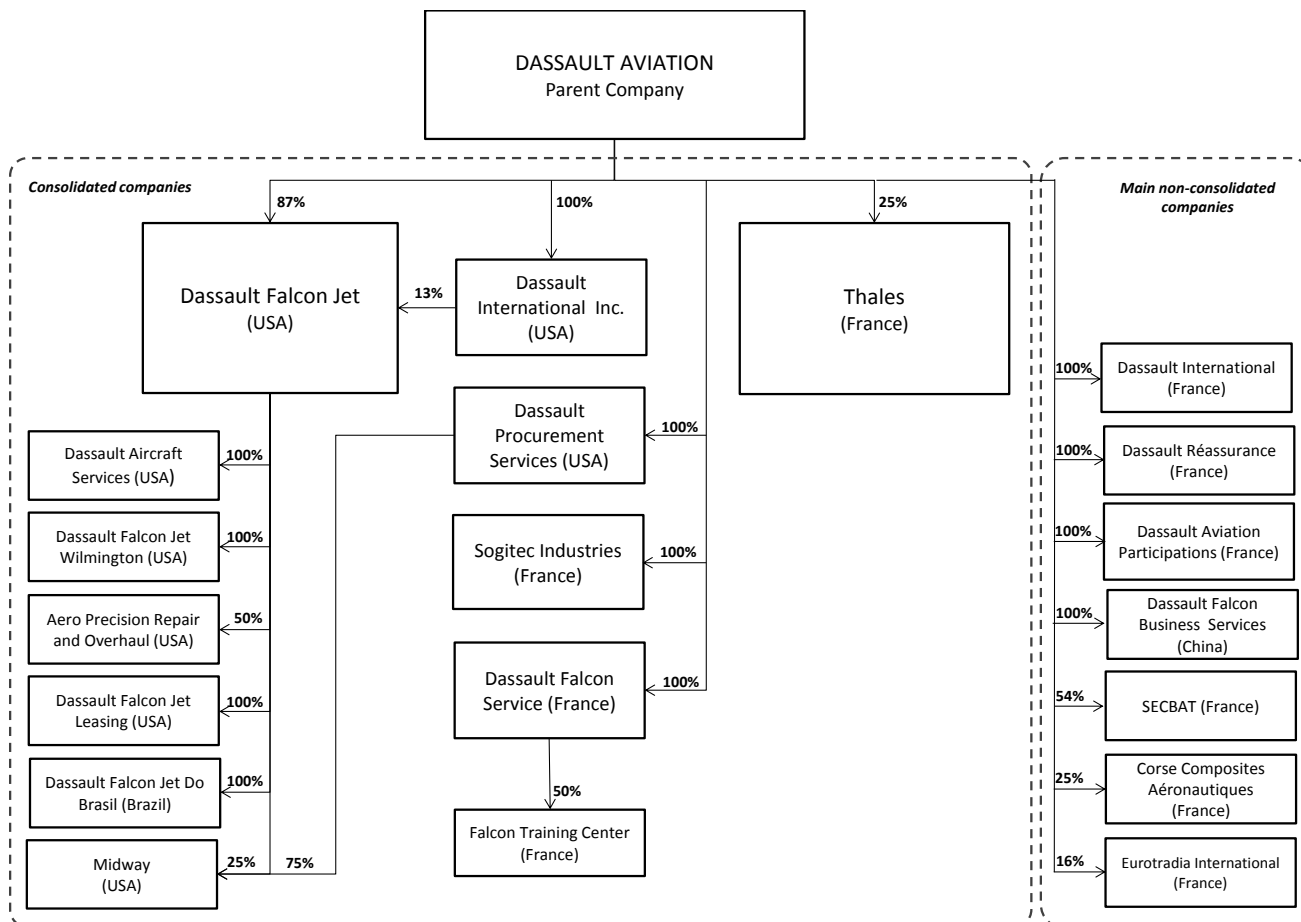 DASSAULT AVIATION
Parent Company
Consolidated companies
Main non-consolidated
companies
87%
100%
25%
Dassault Falcon Jet
(USA)
13%
Dassault
International Inc.
(USA)
Thales
(France)
Dassault
Procurement
Services (USA)
100%
Sogitec Industries
(France)
100%
Dassault Falcon
Service (France)
100%
50%
Falcon Training Center
(France)
Dassault Aircraft
Services (USA)
100%
Dassault Falcon Jet
Wilmington (USA)
100%
Aero Precision Repair
and Overhaul (USA)
50%
Dassault Falcon Jet
Leasing (USA)
100%
Dassault Falcon Jet Do
Brasil (Brazil)
100%
Midway
(USA)
25%
75%
100%
Dassault International
(France)
100%
Dassault Réassurance
(France)
100%
Dassault Aviation
Participations (France)
100%
Dassault Falcon
Business Services
(China)
54%
SECBAT (France)
25%
Corse Composites
Aéronautiques
(France)
16%
Eurotradia International
(France)